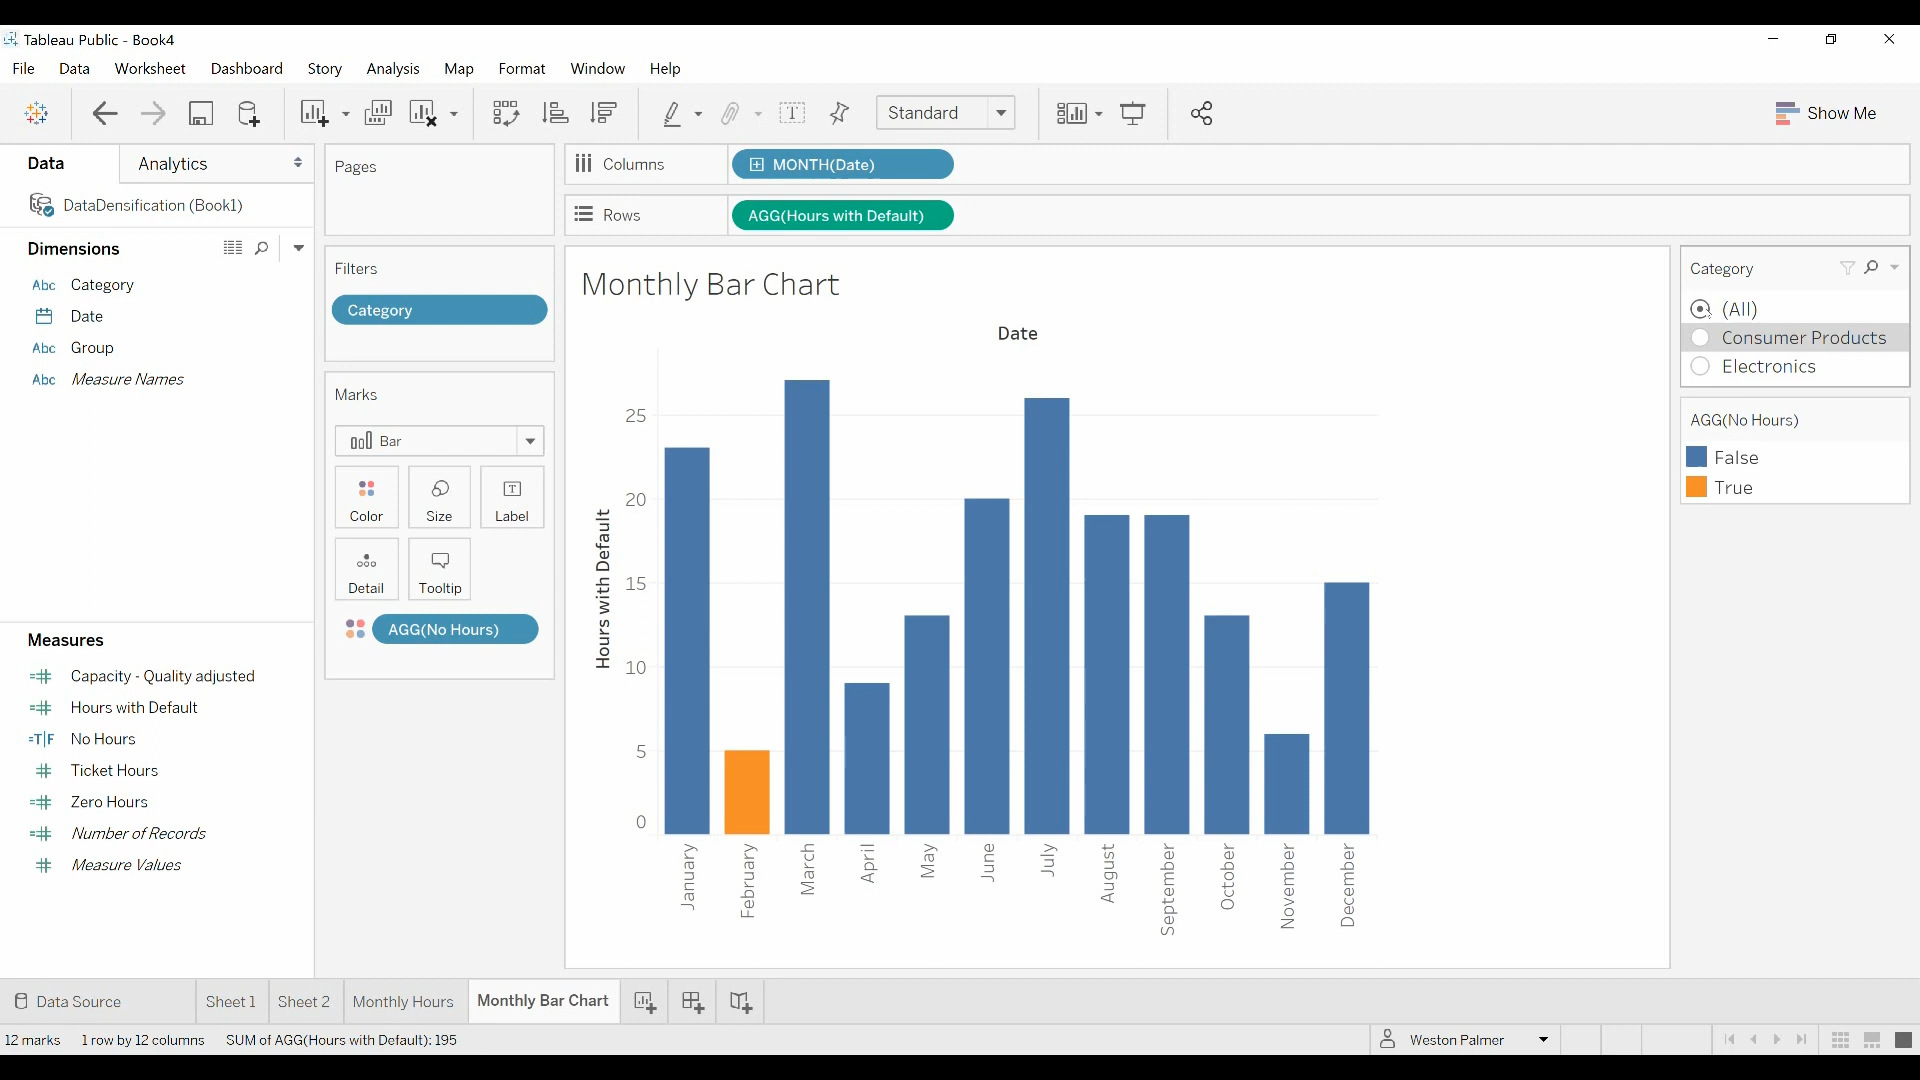 Tableau Public - Book4
File Data Worksheet Dashboard Story Analysis Map Format Window Help
Standard
Show Me
Data
Analytics
DataDensification (Book1)
Dimensions
Abc Category
Date
Abc Group
Abc Measure Names
Measures
Capacity - Quality adjusted
Hours with Default
=T|F No Hours
Ticket Hours
Zero Hours
Number of Records
Measure Values
Pages
Filters
Category
Marks
Bar
Color Size Label
Detail Tooltip
AGG(No Hours)
Columns MONTH(Date)
Rows AGG(Hours with Default)
Monthly Bar Chart
Date
Hours with Default
25
20
15
10
5
0
January February March April May June July August September October November December
Category
(All)
Consumer Products
Electronics
AGG(No Hours)
False
True
Data Source Sheet 1 Sheet 2 Monthly Hours Monthly Bar Chart
12 marks 1 row by 12 columns SUM of AGG(Hours with Default): 195
Weston Palmer